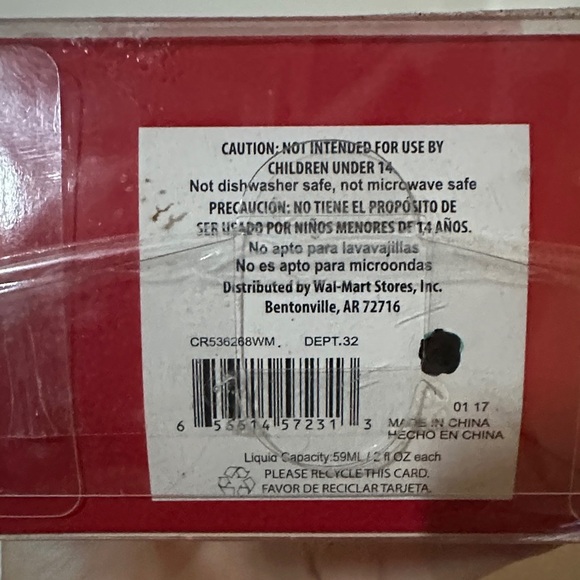 CAUTION: NOT INTENDED FOR USE BY
CHILDREN UNDER 14
Not dishwasher safe, not microwave safe
PRECAUCIÓN: NO TIENE EL PROPÓSITO DE
SER USADO POR NIÑOS MENORES DE 14 AÑOS.
No apto para lavavajillas
No es apto para microondas
Distributed by Wal-Mart Stores, Inc.
Bentonville, AR 72716
CR536268WM. DEPT.32
6 56614 57231 3
01 17
MADE IN CHINA
HECHO EN CHINA
Liquid Capacity:59ML / 2 fl OZ each
PLEASE RECYCLE THIS CARD.
FAVOR DE RECICLAR TARJETA.